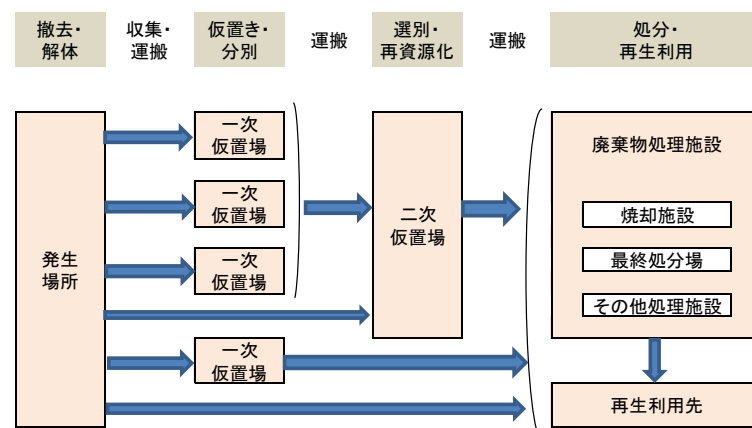 撤去・
解体
収集・
運搬
仮置き・
分別
運搬
選別・
再資源化
運搬
処分・
再生利用
発生
場所
一次
仮置場
一次
仮置場
一次
仮置場
一次
仮置場
二次
仮置場
廃棄物処理施設
焼却施設
最終処分場
その他処理施設
再生利用先